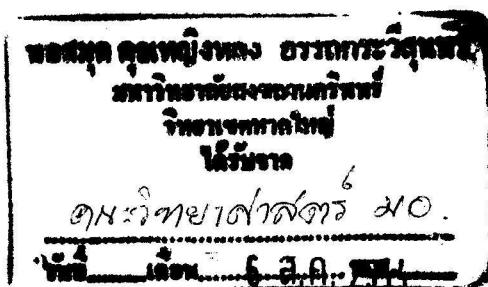 หอสมุด คุณหญิงหลง อรรถกระวีสุนทร
มหาวิทยาลัยสงขลานครินทร์
วิทยาเขตหาดใหญ่
ได้รับจาก
คณะวิทยาศาสตร์ มอ.
วันที่ เดือน 6 ส.ค. พ.ศ.